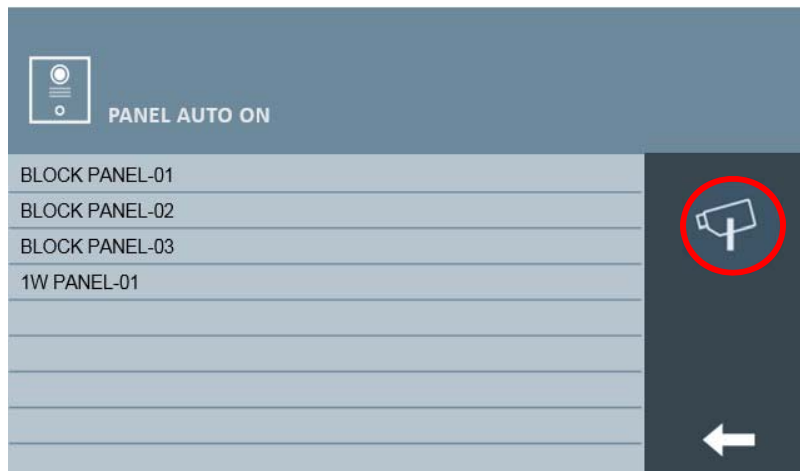 PANEL AUTO ON
BLOCK PANEL-01
BLOCK PANEL-02
BLOCK PANEL-03
1W PANEL-01